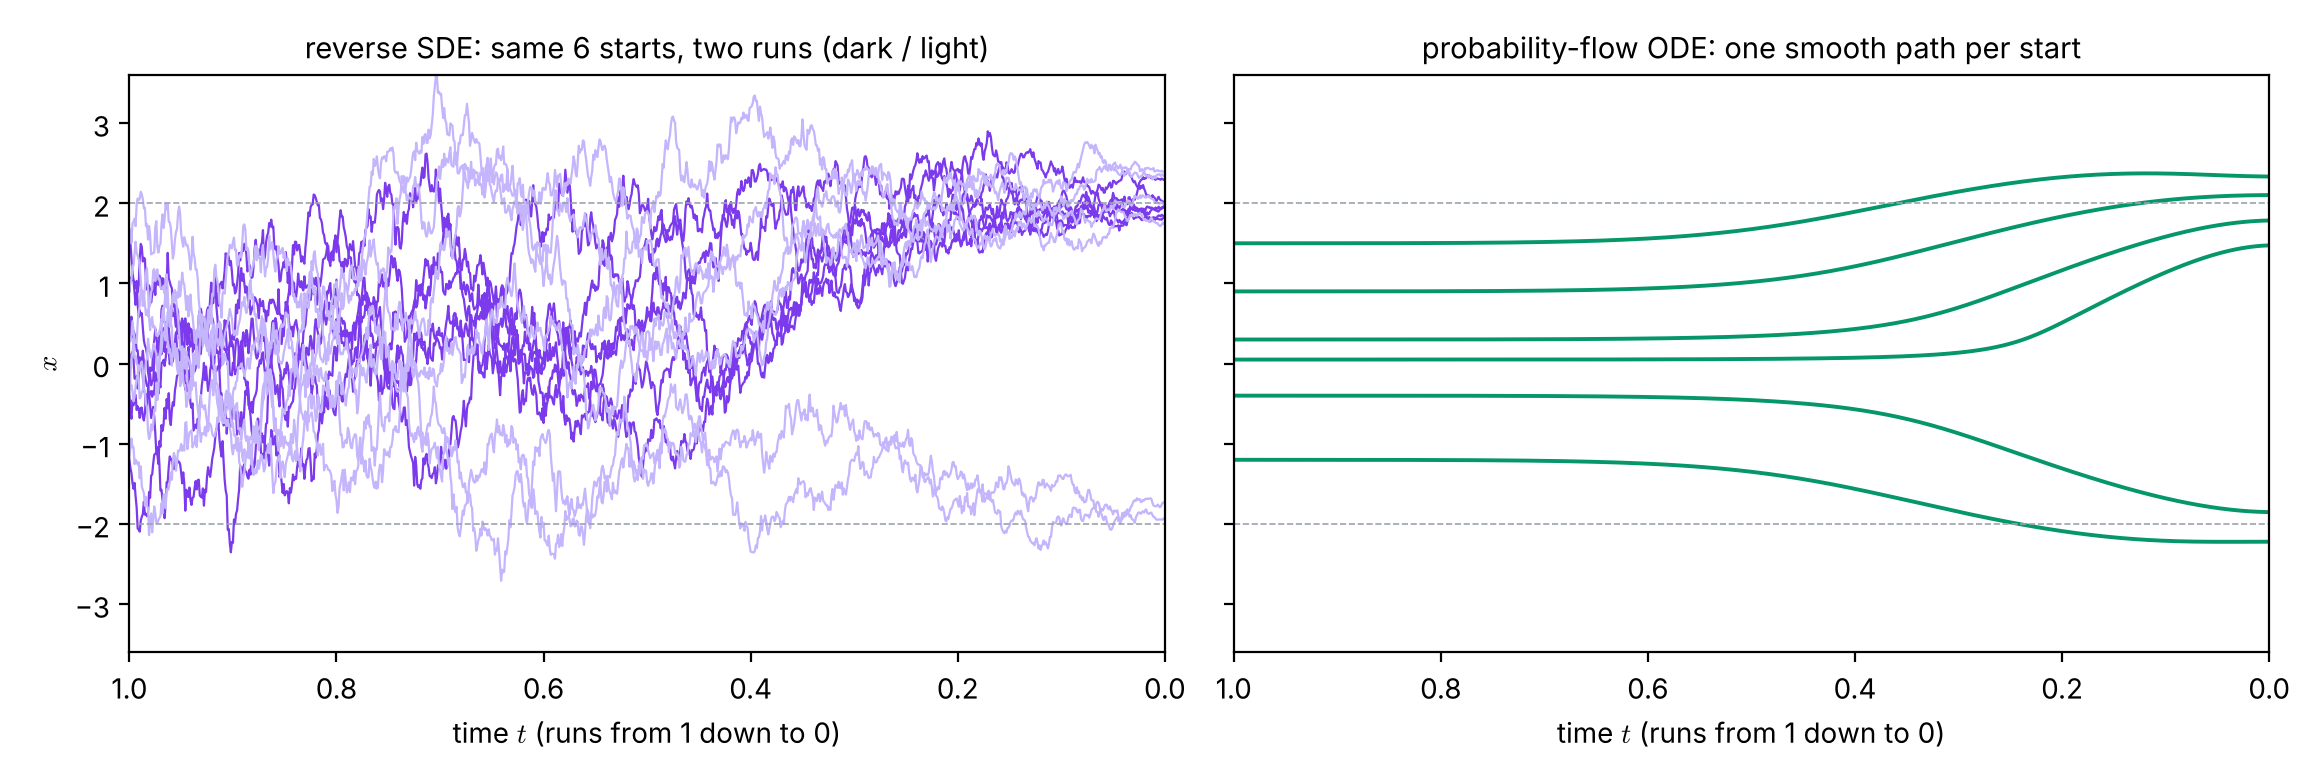 reverse SDE: same 6 starts, two runs (dark / light)
probability-flow ODE: one smooth path per start
3
2
1
0
−1
−2
−3
x
1.0 0.8 0.6 0.4 0.2 0.0
1.0 0.8 0.6 0.4 0.2 0.0
time t (runs from 1 down to 0)
time t (runs from 1 down to 0)